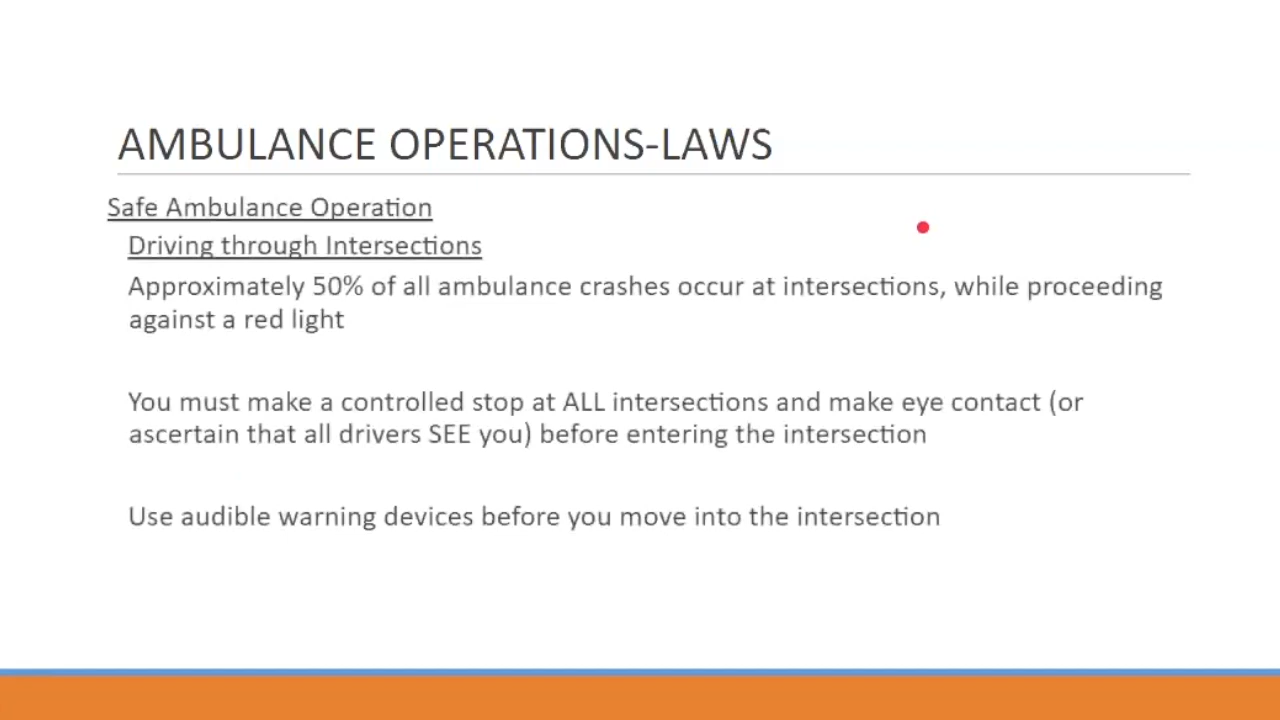 AMBULANCE OPERATIONS-LAWS
Safe Ambulance Operation
Driving through Intersections
Approximately 50% of all ambulance crashes occur at intersections, while proceeding
against a red light
You must make a controlled stop at ALL intersections and make eye contact (or
ascertain that all drivers SEE you) before entering the intersection
Use audible warning devices before you move into the intersection